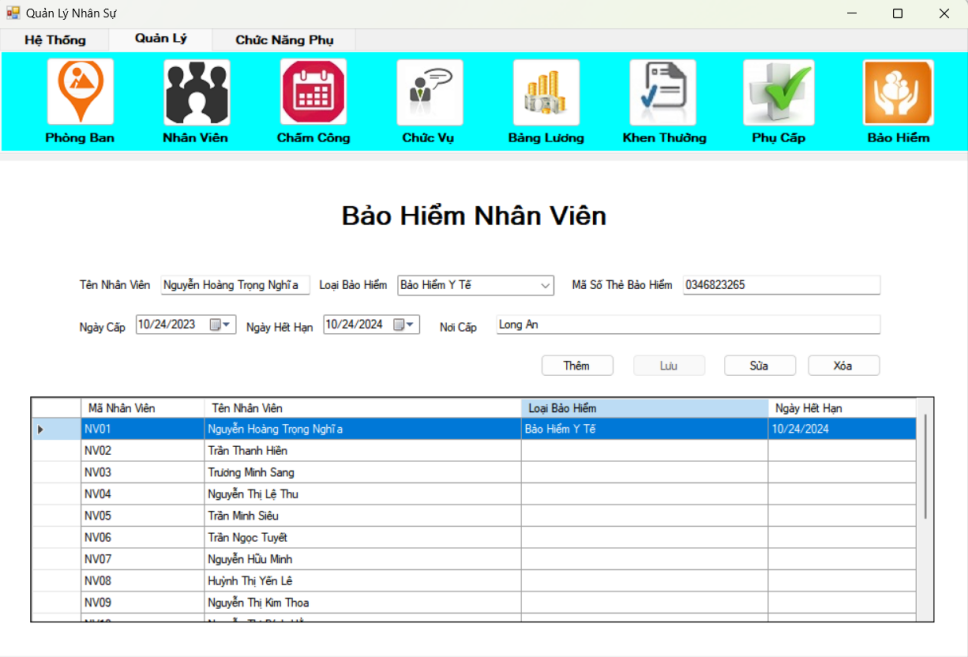 Quản Lý Nhân Sự
Hệ Thống Quản Lý Chức Năng Phụ
Phòng Ban Nhân Viên Chấm Công Chức Vụ Bảng Lương Khen Thưởng Phụ Cấp Bảo Hiểm
Bảo Hiểm Nhân Viên
Tên Nhân Viên Nguyễn Hoàng Trọng Nghĩa Loại Bảo Hiểm Bảo Hiểm Y Tế Mã Số Thẻ Bảo Hiểm 0346823265
Ngày Cấp 10/24/2023 Ngày Hết Hạn 10/24/2024 Nơi Cấp Long An
Thêm Lưu Sửa Xóa
Mã Nhân Viên Tên Nhân Viên Loại Bảo Hiểm Ngày Hết Hạn
NV01 Nguyễn Hoàng Trọng Nghĩa Bảo Hiểm Y Tế 10/24/2024
NV02 Trần Thanh Hiền
NV03 Trương Minh Sang
NV04 Nguyễn Thị Lệ Thu
NV05 Trần Minh Siêu
NV06 Trần Ngọc Tuyết
NV07 Nguyễn Hữu Minh
NV08 Huỳnh Thị Yến Lê
NV09 Nguyễn Thị Kim Thoa